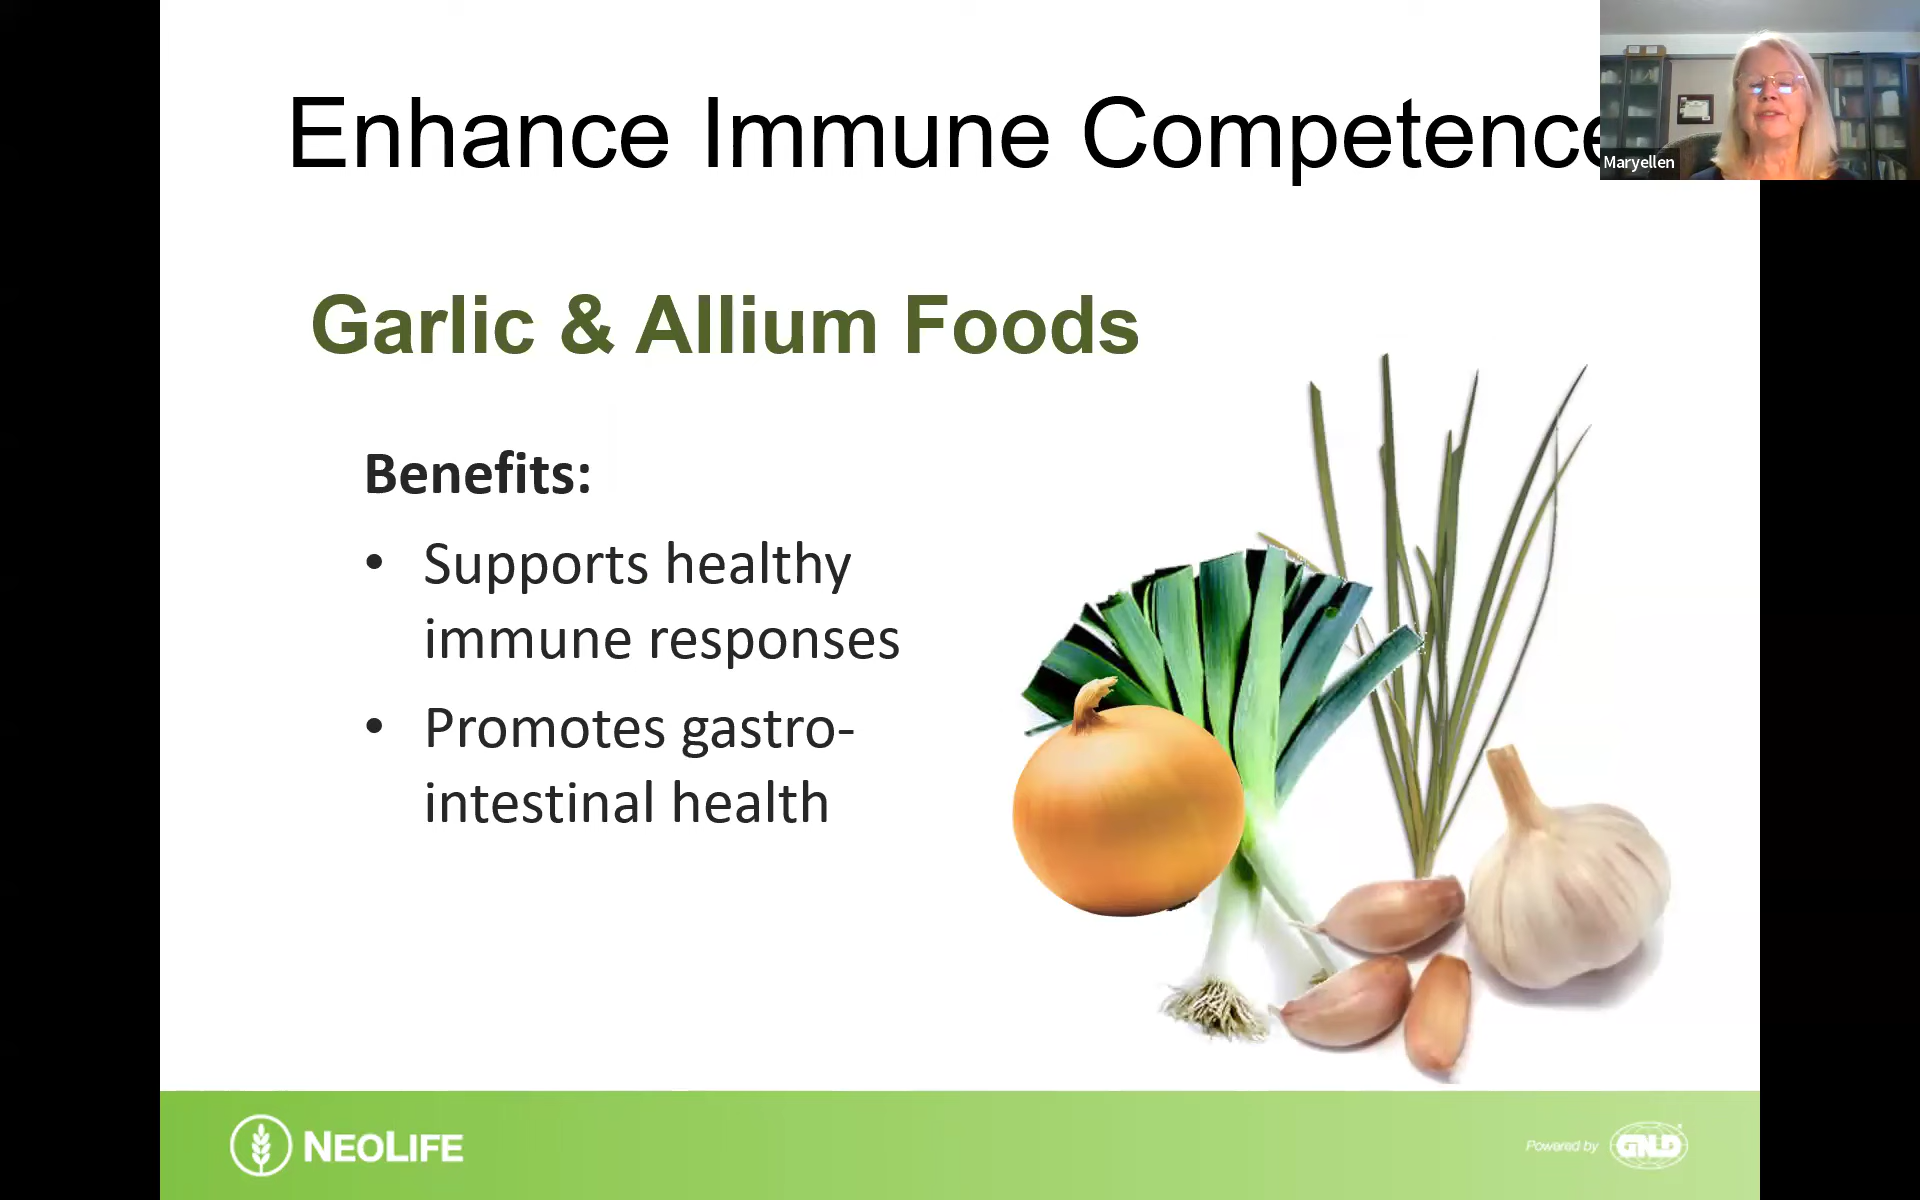 Enhance Immune Competence
Maryellen
Garlic & Allium Foods
Benefits:
• Supports healthy
immune responses
• Promotes gastro-
intestinal health
NEOLIFE
Powered by GNLD